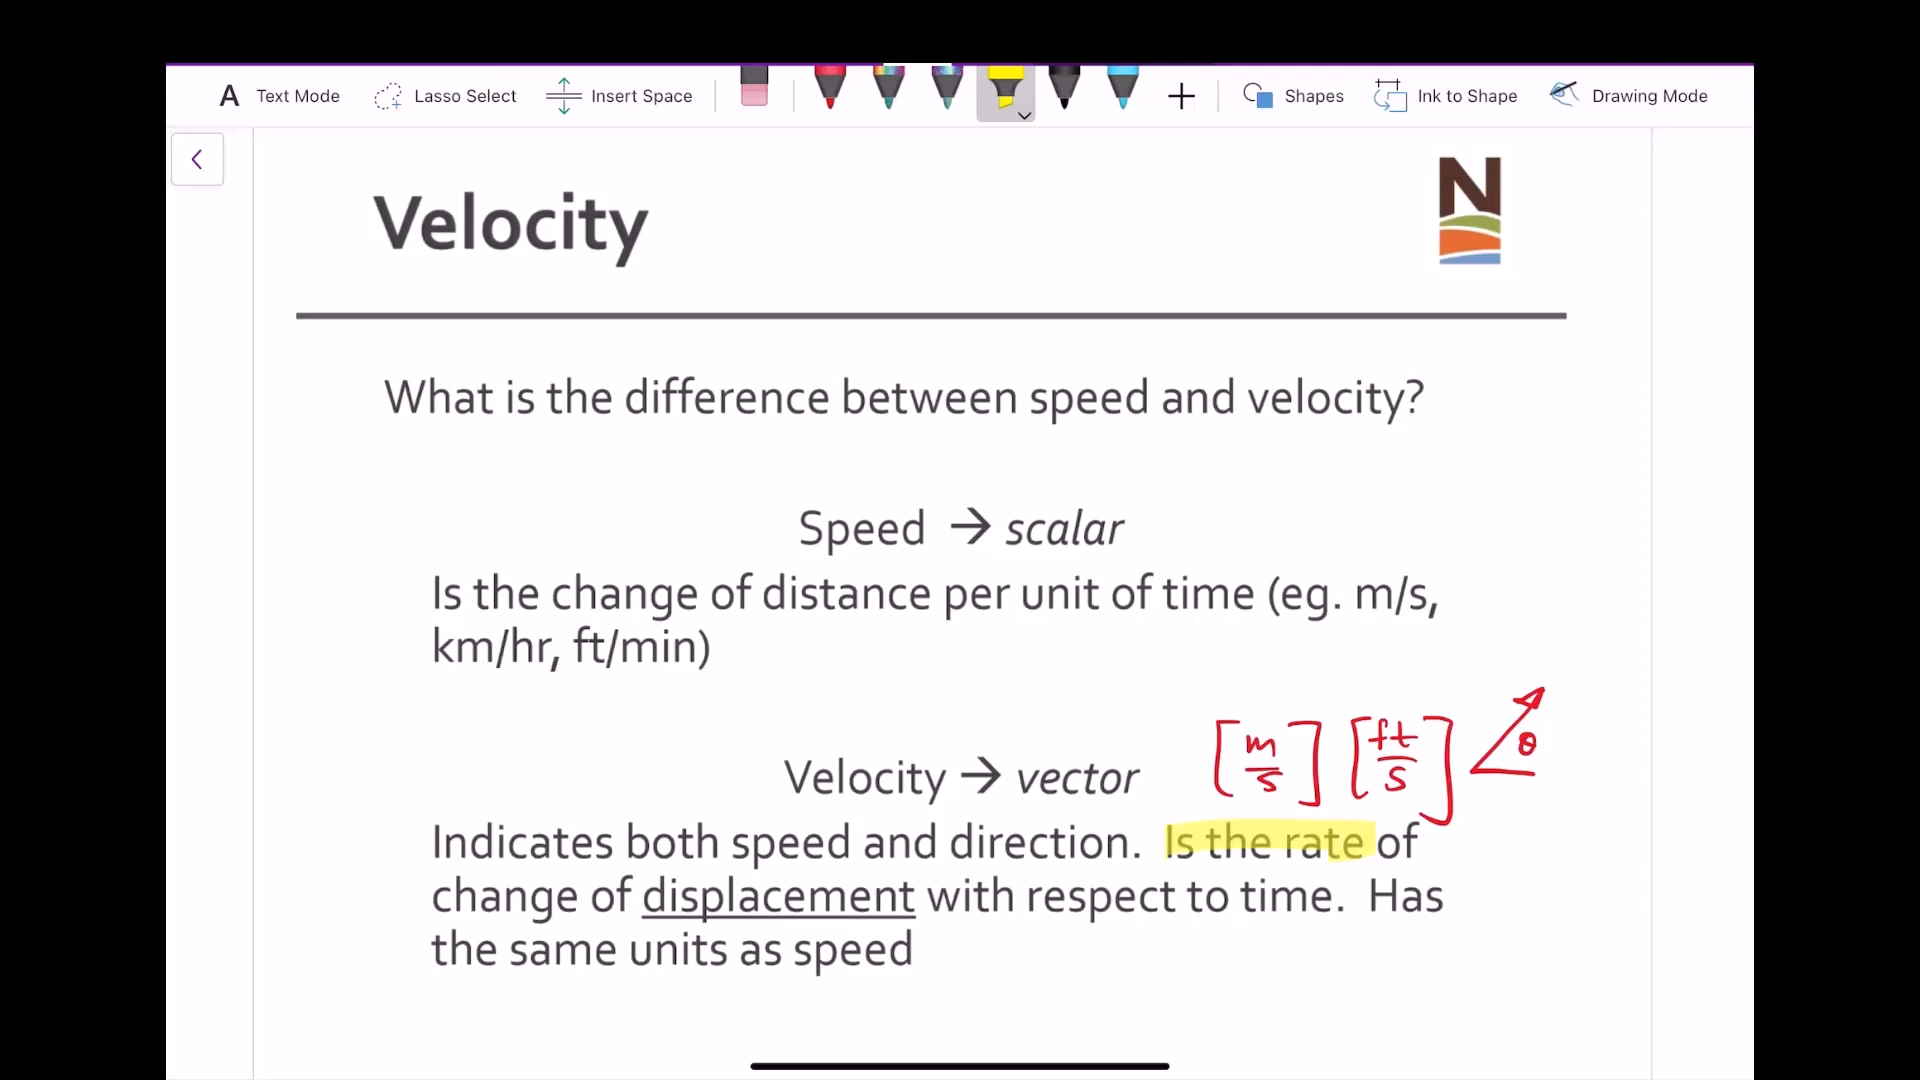 A Text Mode Lasso Select Insert Space Shapes Ink to Shape Drawing Mode
N
Velocity
What is the difference between speed and velocity?
Speed → scalar
Is the change of distance per unit of time (eg. m/s,
km/hr, ft/min)
[m/s] [ft/s] θ
Velocity → vector
Indicates both speed and direction. Is the rate of
change of displacement with respect to time. Has
the same units as speed